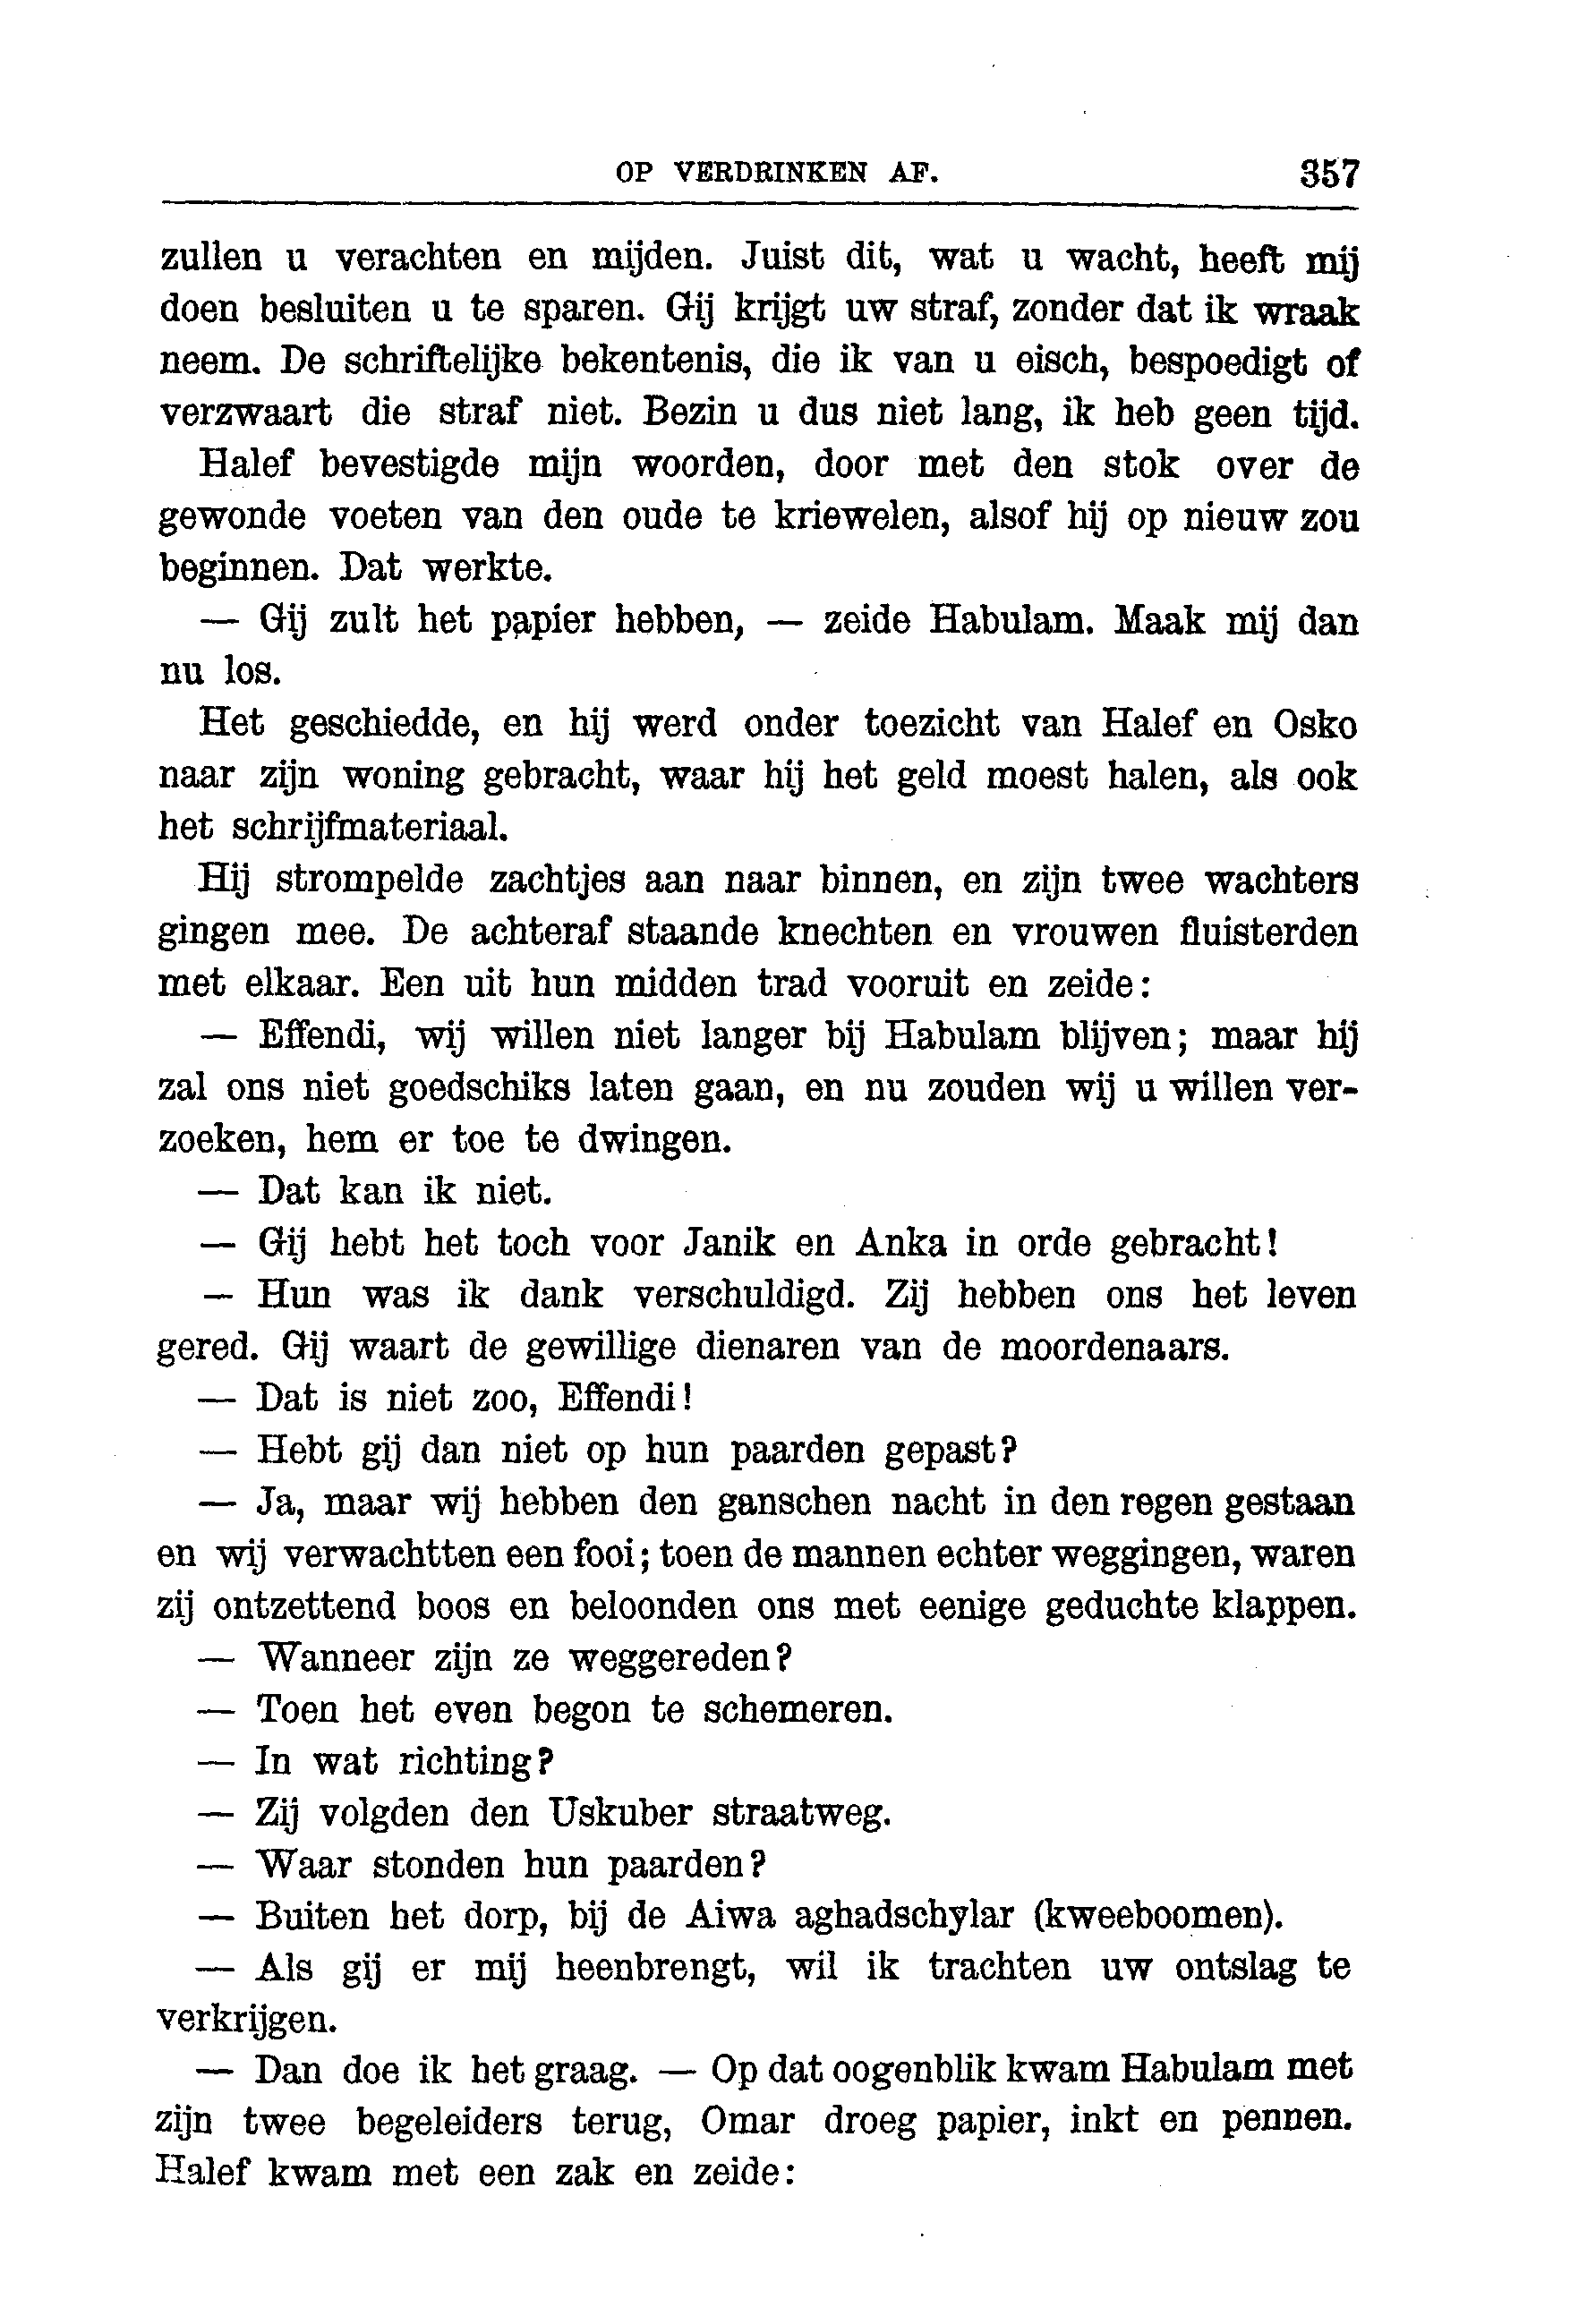 OP VERDRINKEN AF. 357
zullen u verachten en mijden. Juist dit, wat u wacht, heeft mij
doen besluiten u te sparen. Gij krijgt uw straf, zonder dat ik wraak
neem. De schriftelijke bekentenis, die ik van u eisch, bespoedigt of
verzwaart die straf niet. Bezin u dus niet lang, ik heb geen tijd.
Halef bevestigde mijn woorden, door met den stok over de
gewonde voeten van den oude te kriewelen, alsof hij op nieuw zou
beginnen. Dat werkte.
— Gij zult het papier hebben, — zeide Habulam. Maak mij dan
nu los.
Het geschiedde, en hij werd onder toezicht van Halef en Osko
naar zijn woning gebracht, waar hij het geld moest halen, als ook
het schrijfmateriaal.
Hij strompelde zachtjes aan naar binnen, en zijn twee wachters
gingen mee. De achteraf staande knechten en vrouwen fluisterden
met elkaar. Een uit hun midden trad vooruit en zeide:
— Effendi, wij willen niet langer bij Habulam blijven; maar hij
zal ons niet goedschiks laten gaan, en nu zouden wij u willen ver-
zoeken, hem er toe te dwingen.
— Dat kan ik niet.
— Gij hebt het toch voor Janik en Anka in orde gebracht!
— Hun was ik dank verschuldigd. Zij hebben ons het leven
gered. Gij waart de gewillige dienaren van de moordenaars.
— Dat is niet zoo, Effendi!
— Hebt gij dan niet op hun paarden gepast?
— Ja, maar wij hebben den ganschen nacht in den regen gestaan
en wij verwachtten een fooi; toen de mannen echter weggingen, waren
zij ontzettend boos en beloonden ons met eenige geduchte klappen.
— Wanneer zijn ze weggereden?
— Toen het even begon te schemeren.
— In wat richting?
— Zij volgden den Uskuber straatweg.
— Waar stonden hun paarden?
— Buiten het dorp, bij de Aiwa aghadschylar (kweeboomen).
— Als gij er mij heenbrengt, wil ik trachten uw ontslag te
verkrijgen.
— Dan doe ik het graag. — Op dat oogenblik kwam Habulam met
zijn twee begeleiders terug, Omar droeg papier, inkt en pennen.
Halef kwam met een zak en zeide: